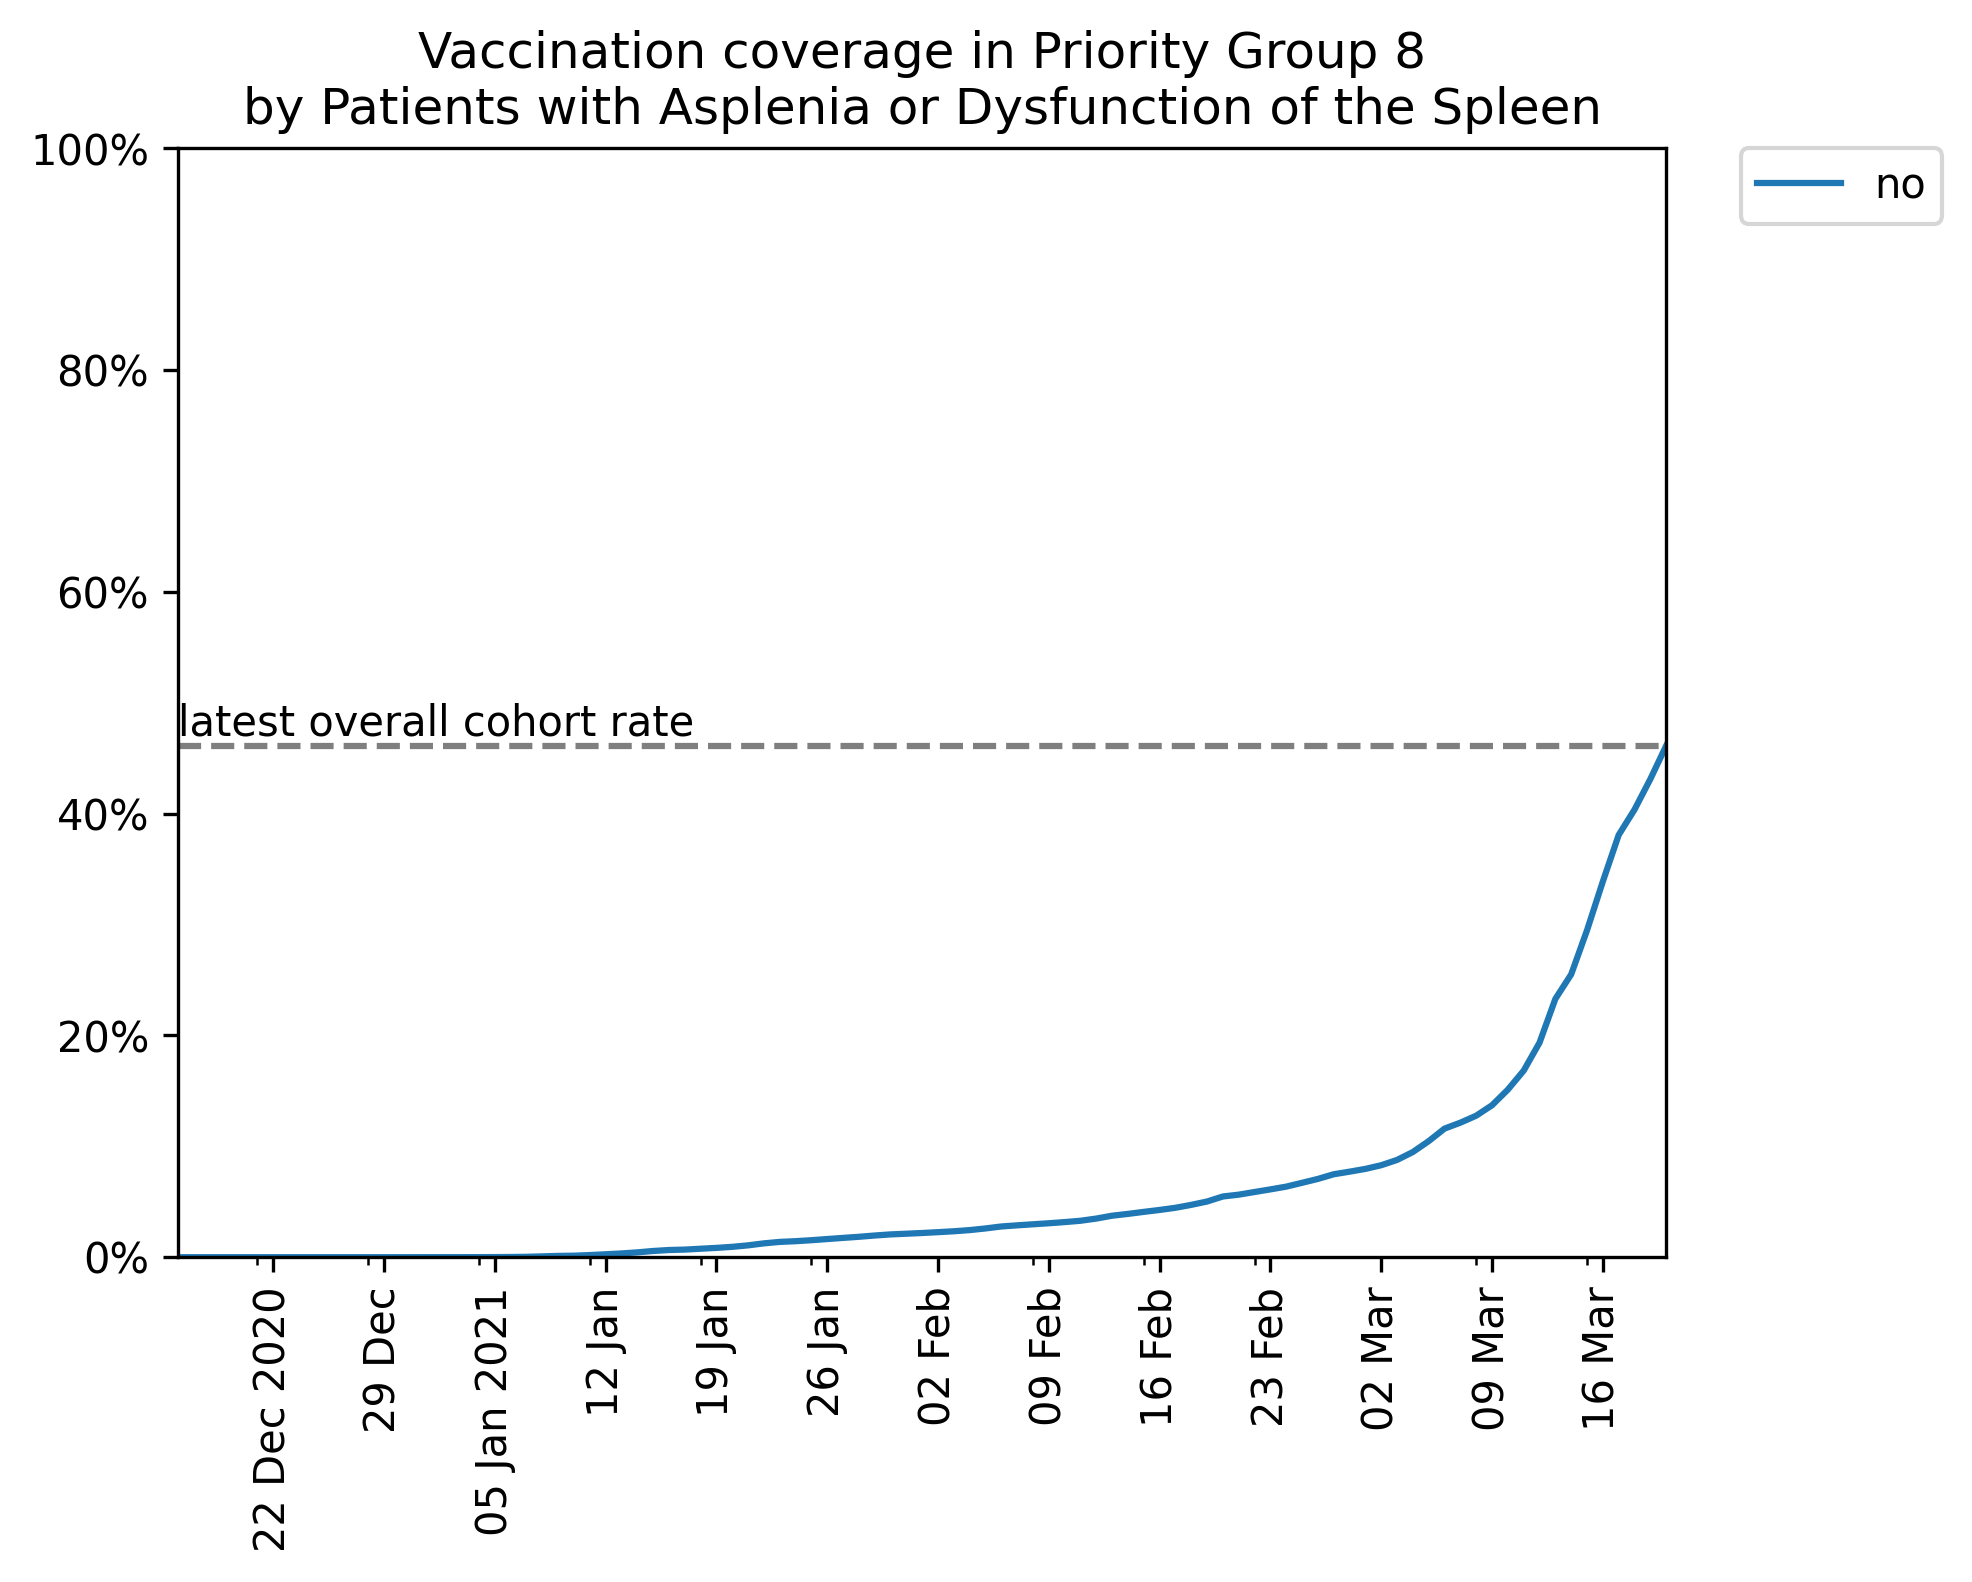 Vaccination coverage in Priority Group 8
by Patients with Asplenia or Dysfunction of the Spleen
100%
80%
60%
40%
20%
0%
latest overall cohort rate
no
22 Dec 2020
29 Dec
05 Jan 2021
12 Jan
19 Jan
26 Jan
02 Feb
09 Feb
16 Feb
23 Feb
02 Mar
09 Mar
16 Mar